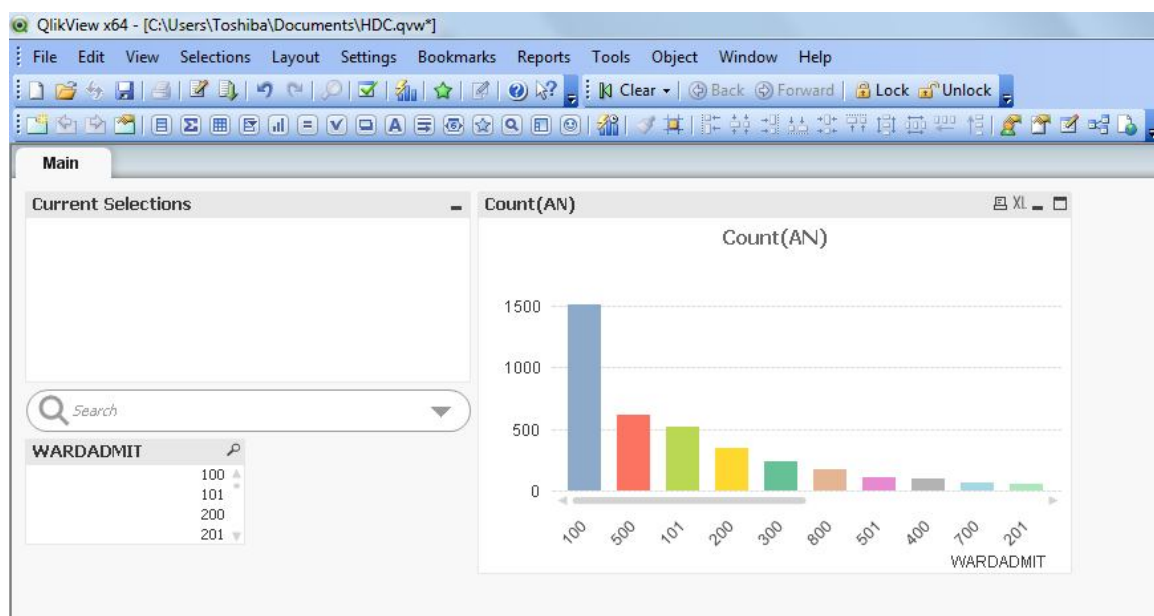 QlikView x64 - [C:\Users\Toshiba\Documents\HDC.qvw*]
File Edit View Selections Layout Settings Bookmarks Reports Tools Object Window Help
Clear Back Forward Lock Unlock
Main
Current Selections
Search
WARDADMIT
100
101
200
201
Count(AN) XL
Count(AN)
1500
1000
500
0
100 500 101 200 300 800 501 400 700 201
WARDADMIT